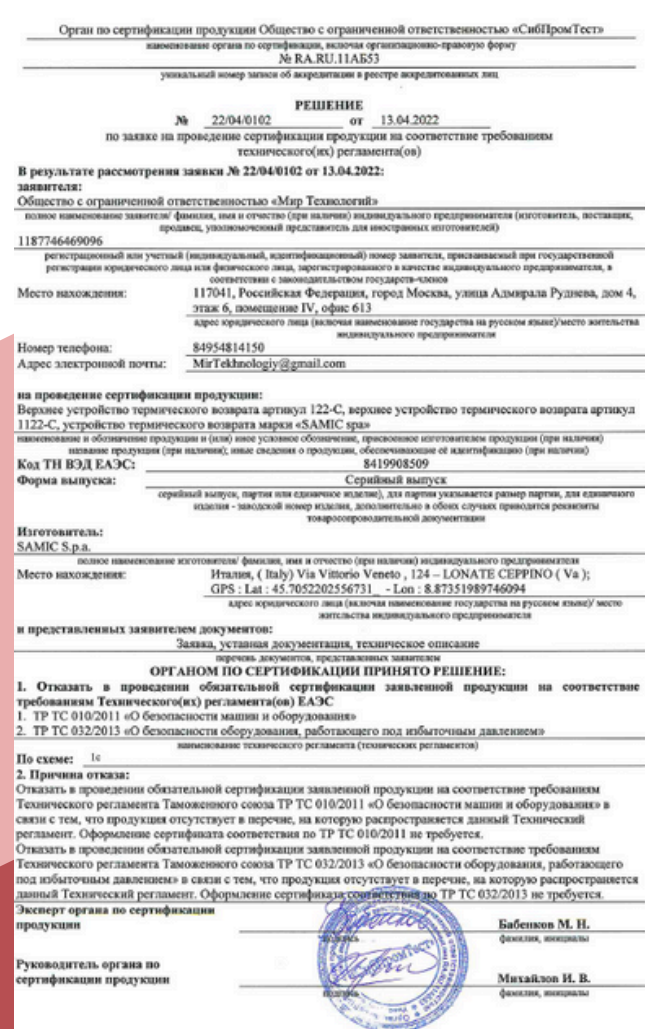 Орган по сертификации продукции Общество с ограниченной ответственностью «СибПромТест»
наименование органа по сертификации, включая организационно-правовую форму
№ RA.RU.11АБ53
уникальный номер записи об аккредитации в реестре аккредитованных лиц
РЕШЕНИЕ
№ 22/04/0102 от 13.04.2022
по заявке на проведение сертификации продукции на соответствие требованиям
технического(их) регламента(ов)
В результате рассмотрения заявки № 22/04/0102 от 13.04.2022:
заявителя:
Общество с ограниченной ответственностью «Мир Технологий»
полное наименование заявителя/ фамилия, имя и отчество (при наличии) индивидуального предпринимателя (изготовитель, поставщик,
продавец, уполномоченный представитель для иностранных изготовителей)
1187746469096
регистрационный или учетный (индивидуальный, идентификационный) номер заявителя, присваиваемый при государственной
регистрации юридического лица или физического лица, зарегистрированного в качестве индивидуального предпринимателя, в
соответствии с законодательством государств-членов
Место нахождения: 117041, Российская Федерация, город Москва, улица Адмирала Руднева, дом 4,
этаж 6, помещение IV, офис 613
адрес юридического лица (включая наименование государства на русском языке)/место жительства
индивидуального предпринимателя
Номер телефона: 84954814150
Адрес электронной почты: MirTekhnologiy@gmail.com
на проведение сертификации продукции:
Верхнее устройство термического возврата артикул 122-С, верхнее устройство термического возврата артикул
1122-С, устройство термического возврата марки «SAMIC spa»
наименование и обозначение продукции и (или) иное условное обозначение, присвоенное изготовителем продукции (при наличии)
название продукции (при наличии); иные сведения о продукции, обеспечивающие её идентификацию (при наличии)
Код ТН ВЭД ЕАЭС: 8419908509
Форма выпуска: Серийный выпуск
серийный выпуск, партия или единичное изделие), для партии указывается размер партии, для единичного
изделия - заводской номер изделия, дополнительно в обоих случаях приводятся реквизиты
товаросопроводительной документации
Изготовитель:
SAMIC S.p.a.
полное наименование изготовителя/ фамилия, имя и отчество (при наличии) индивидуального предпринимателя
Место нахождения: Италия, ( Italy) Via Vittorio Veneto , 124 – LONATE CEPPINO ( Va );
GPS : Lat : 45.7052202556731_ - Lon : 8.87351989746094
адрес юридического лица (включая наименование государства на русском языке)/ место
жительства индивидуального предпринимателя
и представленных заявителем документов:
Заявка, уставная документация, техническое описание
перечень документов, представленных заявителем
ОРГАНОМ ПО СЕРТИФИКАЦИИ ПРИНЯТО РЕШЕНИЕ:
1. Отказать в проведении обязательной сертификации заявленной продукции на соответствие
требованиям Технического(их) регламента(ов) ЕАЭС
1. ТР ТС 010/2011 «О безопасности машин и оборудования»
2. ТР ТС 032/2013 «О безопасности оборудования, работающего под избыточным давлением»
наименование технического регламента (технических регламентов)
По схеме: 1с
2. Причина отказа:
Отказать в проведении обязательной сертификации заявленной продукции на соответствие требованиям
Технического регламента Таможенного союза ТР ТС 010/2011 «О безопасности машин и оборудования» в
связи с тем, что продукция отсутствует в перечне, на которую распространяется данный Технический
регламент. Оформление сертификата соответствия по ТР ТС 010/2011 не требуется.
Отказать в проведении обязательной сертификации заявленной продукции на соответствие требованиям
Технического регламента Таможенного союза ТР ТС 032/2013 «О безопасности оборудования, работающего
под избыточным давлением» в связи с тем, что продукция отсутствует в перечне, на которую распространяется
данный Технический регламент. Оформление сертификата соответствия по ТР ТС 032/2013 не требуется.
Эксперт органа по сертификации
продукции Бабенков М. Н.
подпись фамилия, инициалы
«СибПромТест»
Руководитель органа по
сертификации продукции Михайлов И. В.
подпись фамилия, инициалы